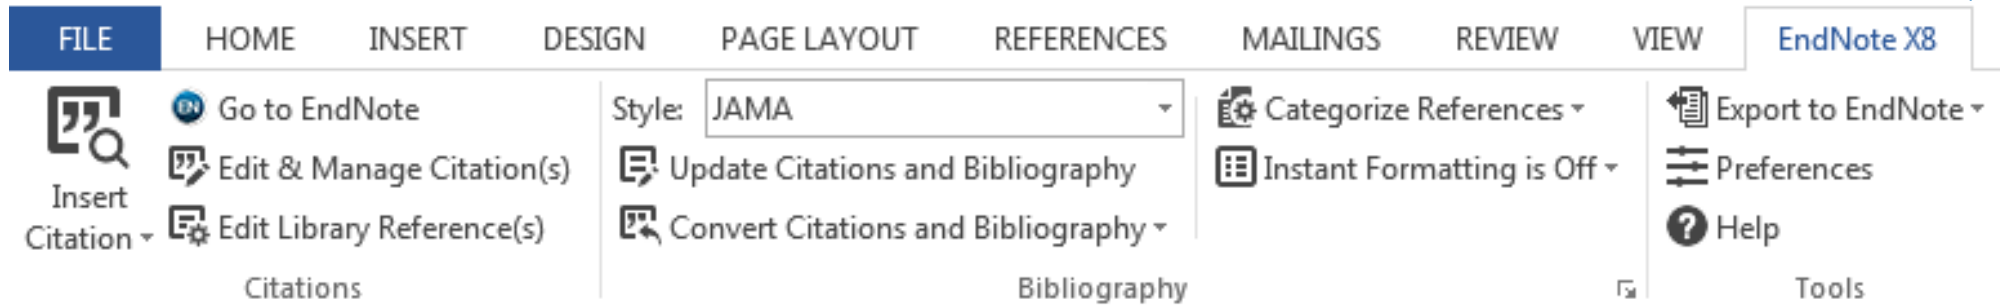 FILE HOME INSERT DESIGN PAGE LAYOUT REFERENCES MAILINGS REVIEW VIEW EndNote X8
Insert
Citation
EN Go to EndNote
Edit & Manage Citation(s)
Edit Library Reference(s)
Citations
Style: JAMA
Update Citations and Bibliography
Convert Citations and Bibliography
Categorize References
Instant Formatting is Off
Bibliography
Export to EndNote
Preferences
? Help
Tools